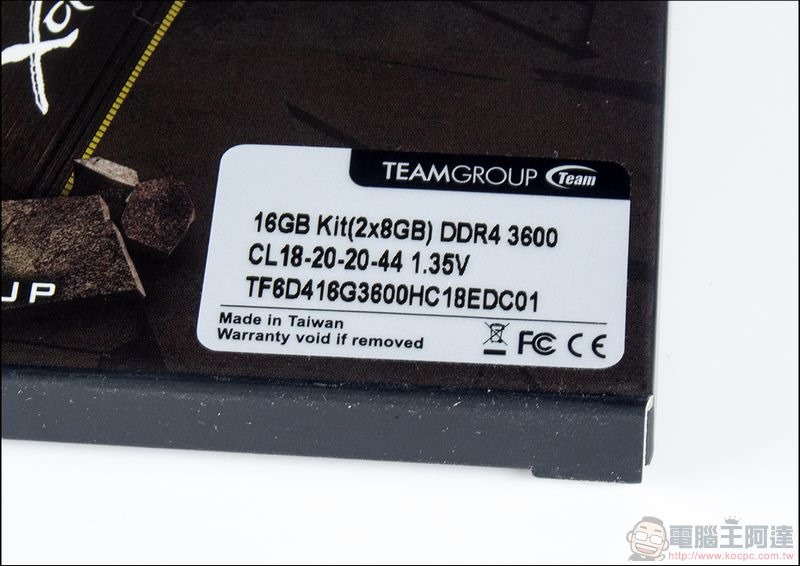 TEAMGROUP Team
16GB Kit(2x8GB) DDR4 3600
CL18-20-20-44 1.35V
TF6D416G3600HC18EDC01
Made in Taiwan
Warranty void if removed
FC CE
UP
電腦王阿達
http://www.kocpc.com.tw